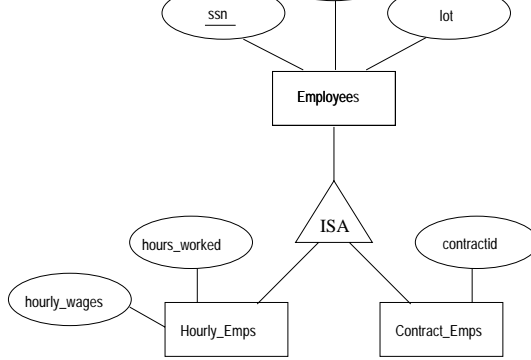 ssn
lot
Employees
ISA
hours_worked
contractid
hourly_wages
Hourly_Emps
Contract_Emps